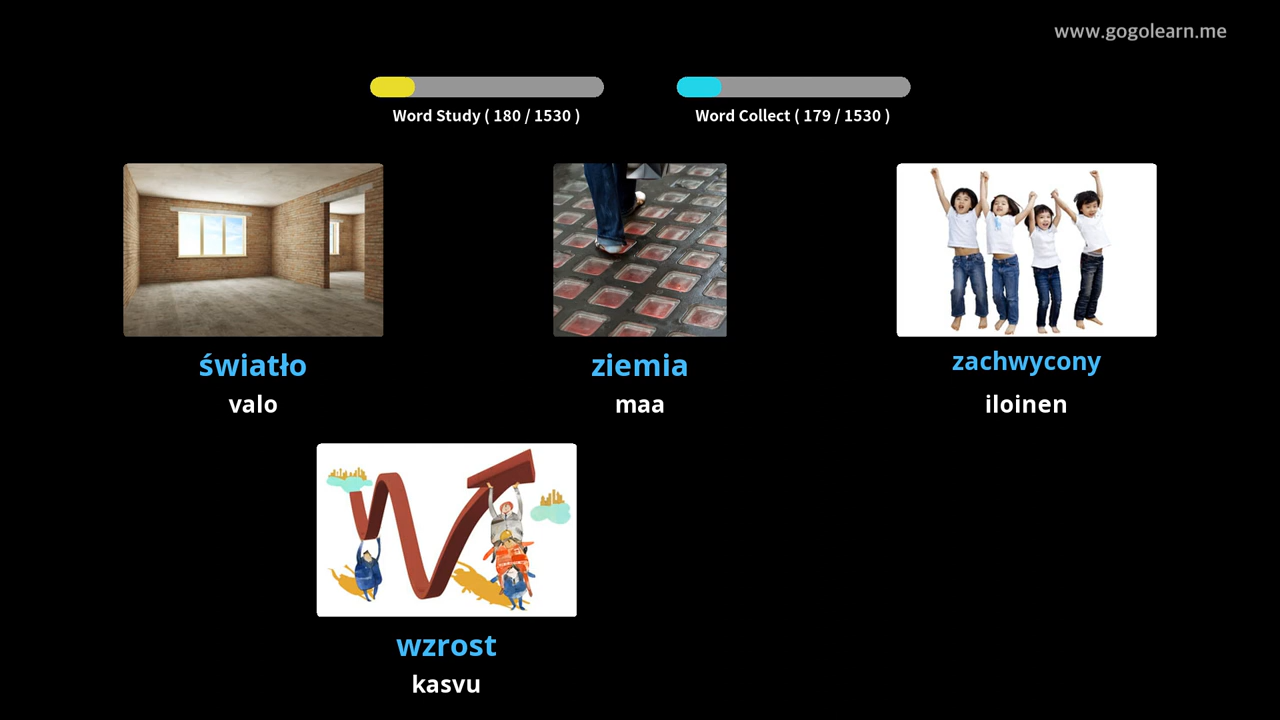 www.gogolearn.me
Word Study ( 180 / 1530 )
Word Collect ( 179 / 1530 )
światło
valo
ziemia
maa
zachwycony
iloinen
wzrost
kasvu